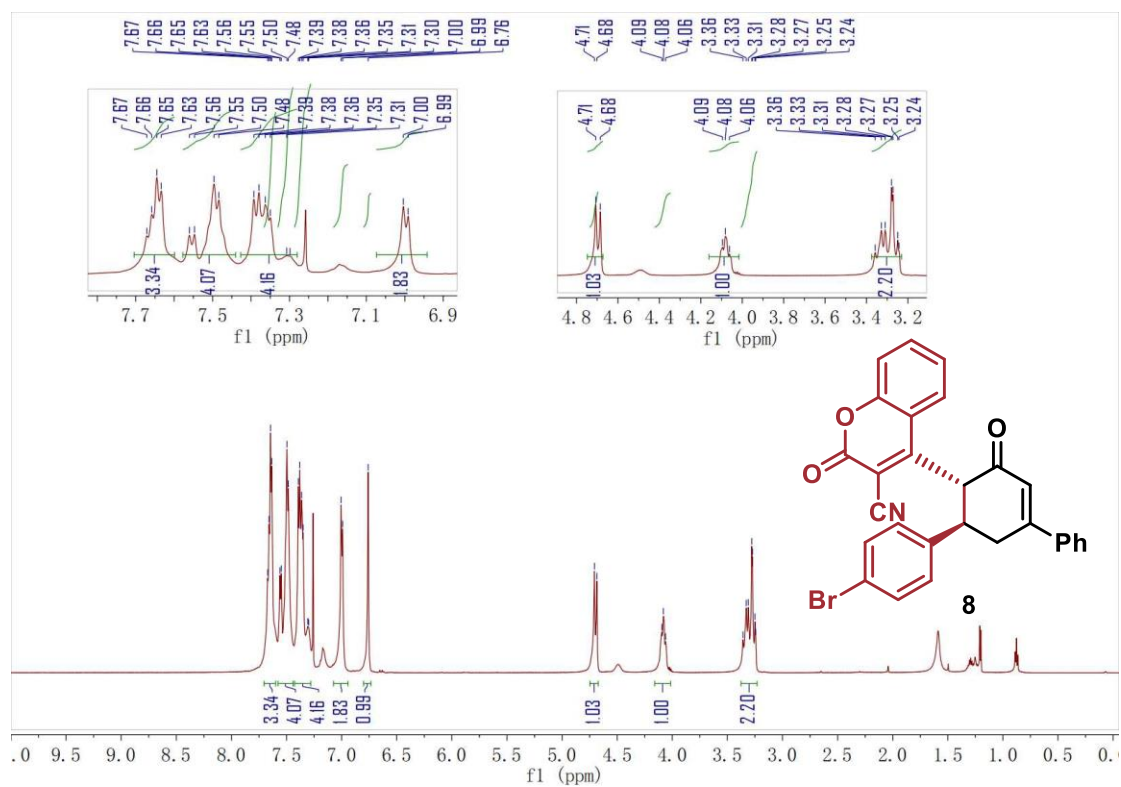 7.67 7.66 7.65 7.63 7.56 7.55 7.50 7.48 7.39 7.38 7.36 7.35 7.31 7.30 7.00 6.99 6.76
4.71 4.68 4.09 4.08 4.06 3.36 3.33 3.31 3.28 3.27 3.25 3.24
7.67 7.66 7.65 7.63 7.56 7.55 7.50 7.48 7.39 7.38 7.36 7.35 7.31 7.00 6.99
4.71 4.68 4.09 4.08 4.06 3.36 3.33 3.31 3.28 3.27 3.25 3.24
3.34 4.07 4.16 1.83
1.03 1.00 2.20
7.7 7.5 7.3 7.1 6.9
f1 (ppm)
4.8 4.6 4.4 4.2 4.0 3.8 3.6 3.4 3.2
f1 (ppm)
O
O
O
CN
Ph
Br
8
3.34 4.07 4.16 1.83 0.99 1.03 1.00 2.20
.0 9.5 9.0 8.5 8.0 7.5 7.0 6.5 6.0 5.5 5.0 4.5 4.0 3.5 3.0 2.5 2.0 1.5 1.0 0.5 0.0
f1 (ppm)